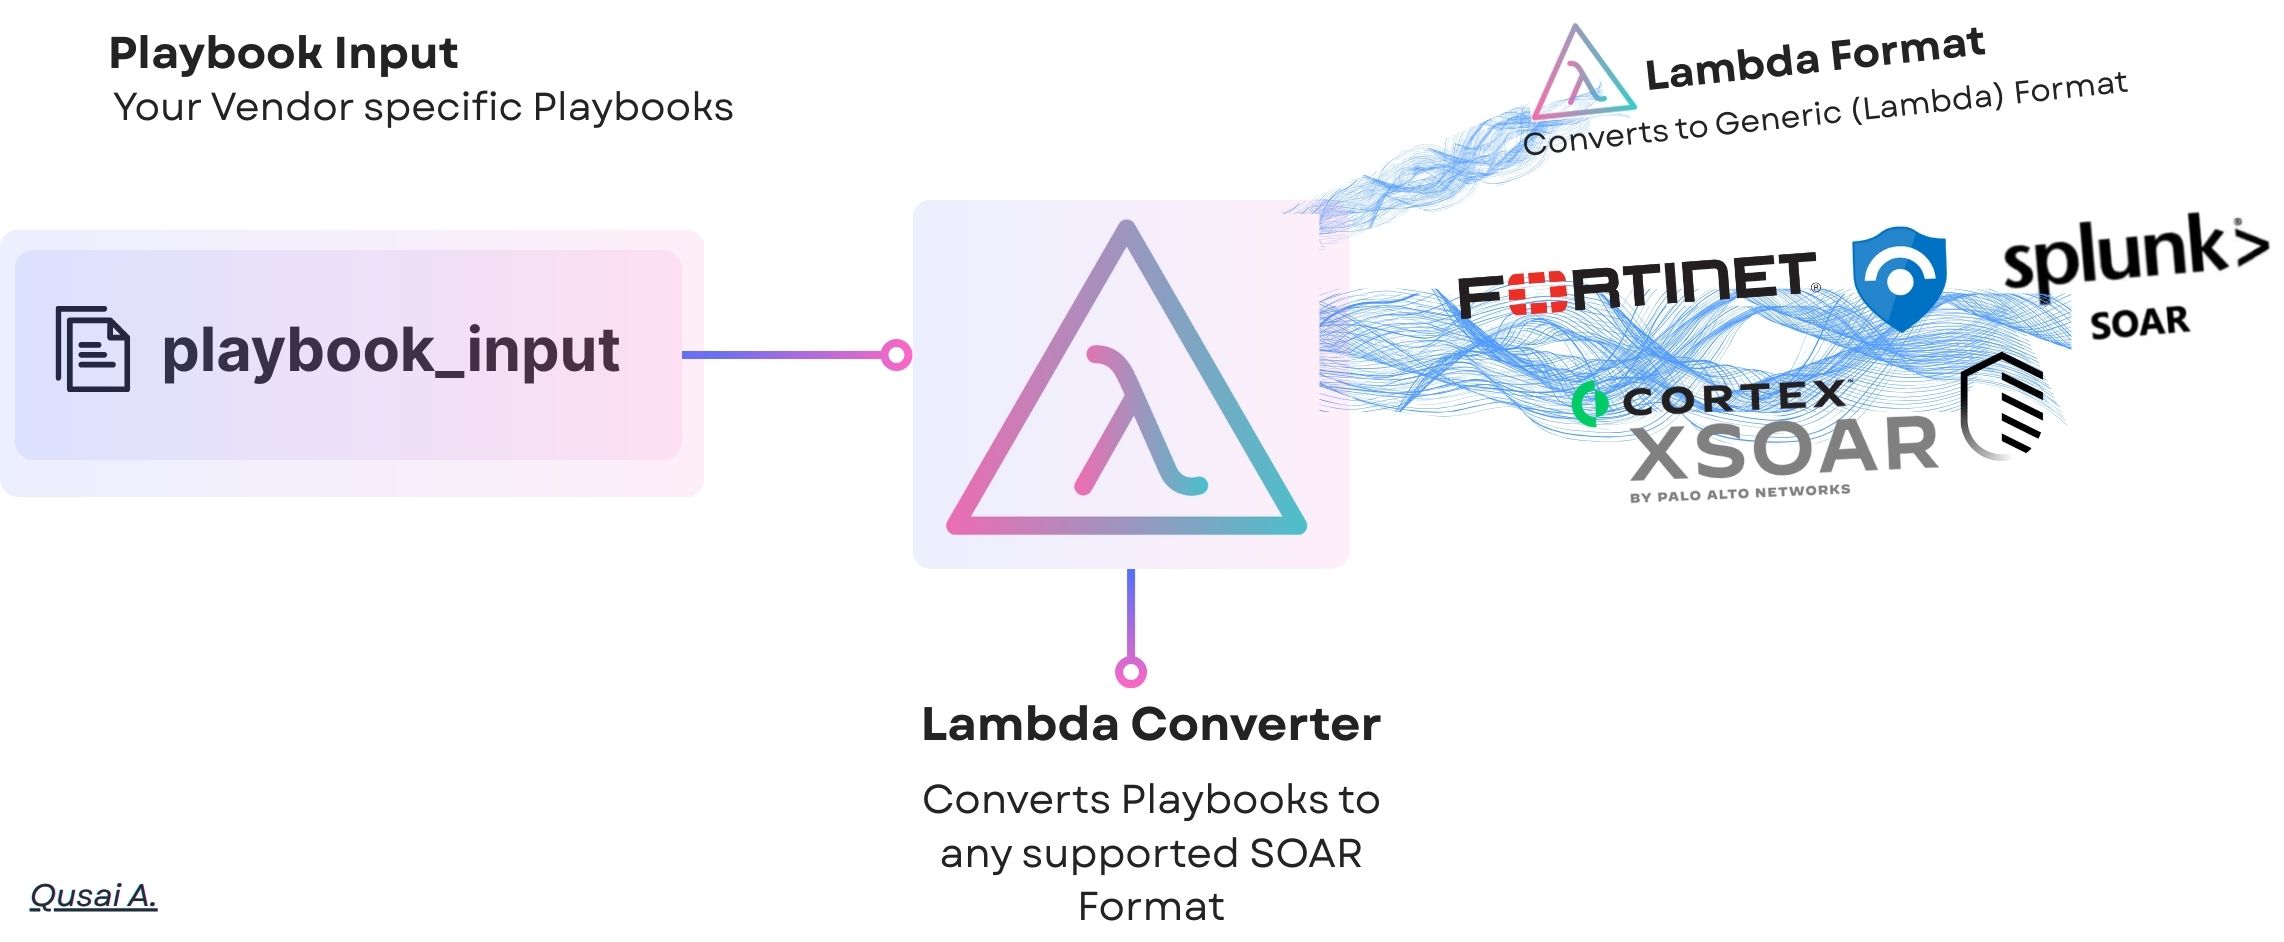 Playbook Input
Your Vendor specific Playbooks
playbook_input
Lambda Format
Converts to Generic (Lambda) Format
FORTINET®
splunk>®
SOAR
CORTEX™
XSOAR
BY PALO ALTO NETWORKS
λ
Lambda Converter
Converts Playbooks to
any supported SOAR
Format
Qusai A.